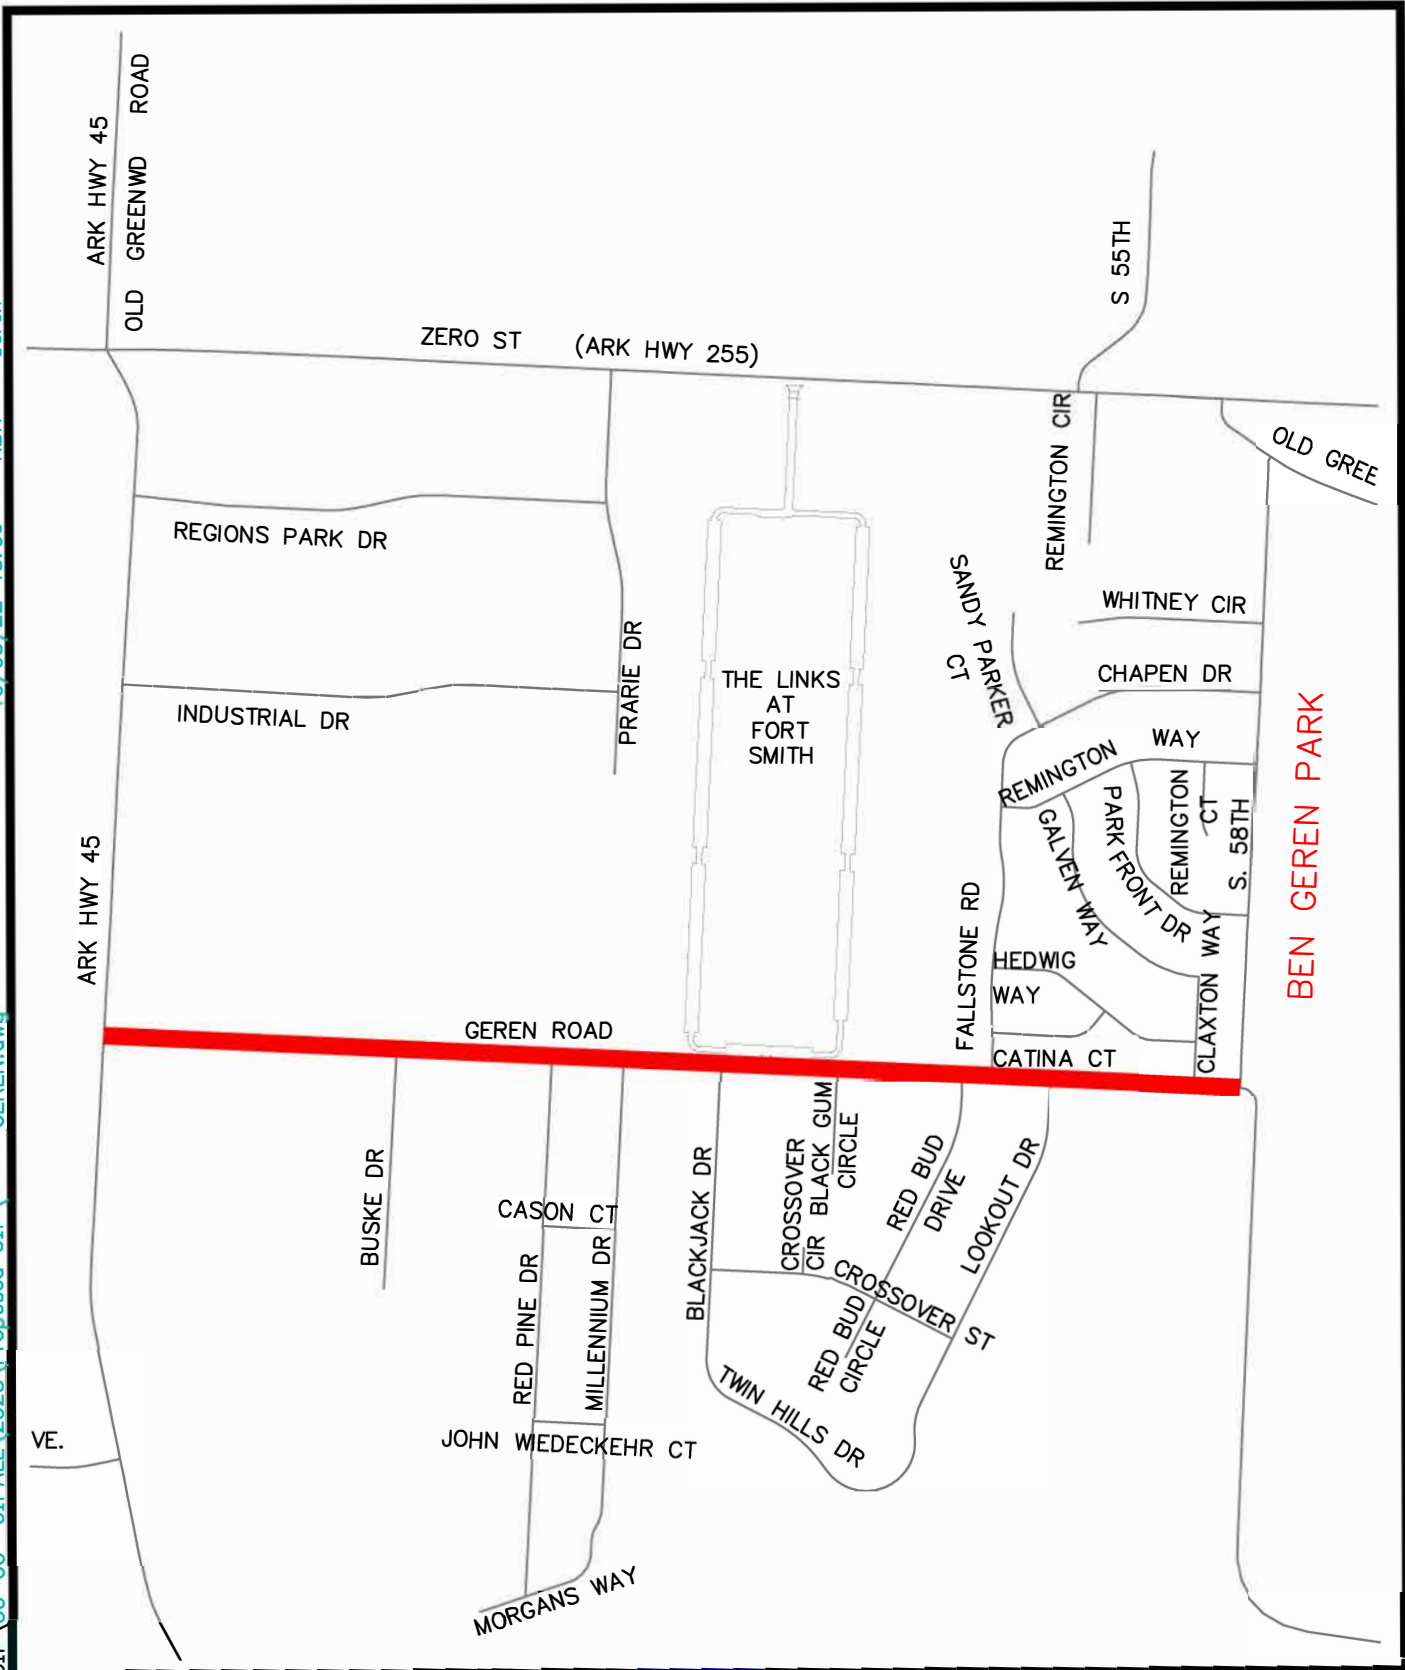 ARK HWY 45
OLD GREENWD ROAD
S 55TH
ZERO ST (ARK HWY 255)
REMINGTON CIR
OLD GREE
REGIONS PARK DR
SANDY PARKER
CT
WHITNEY CIR
PRARIE DR
CHAPEN DR
THE LINKS
AT
FORT
SMITH
INDUSTRIAL DR
REMINGTON WAY
BEN GEREN PARK
REMINGTON
CT
S. 58TH
PARK FRONT DR
GALVEN WAY
ARK HWY 45
FALLSTONE RD
HEDWIG
WAY
CLAXTON WAY
GEREN ROAD
CATINA CT
BUSKE DR
CASON CT
RED PINE DR
MILLENNIUM DR
BLACKJACK DR
CROSSOVER
CIR
BLACK GUM
CIRCLE
RED BUD
DRIVE
LOOKOUT DR
CROSSOVER ST
RED BUD
CIRCLE
TWIN HILLS DR
VE.
JOHN WIEDECKEHR CT
MORGANS WAY